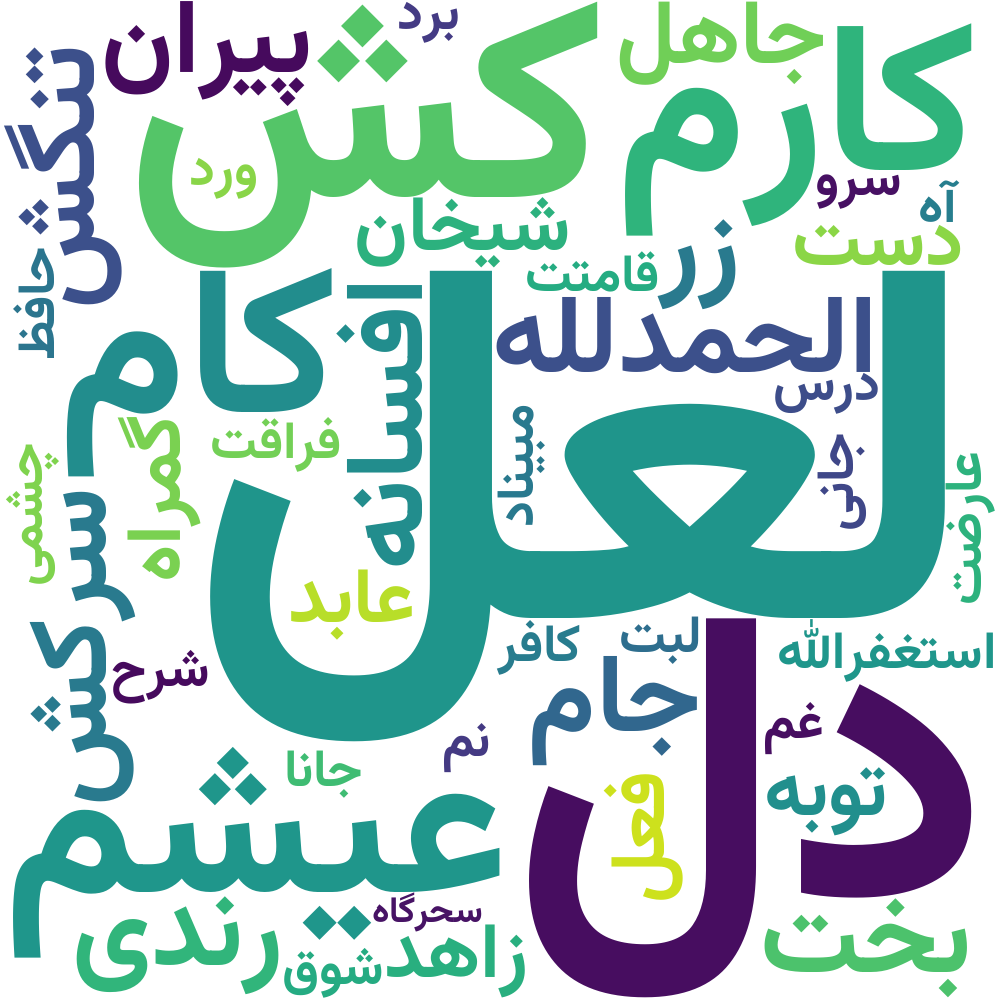 برد
پیران
جاهل
کش
کارم
تنگش
ورد
سرو
آه
شیخان
دست
زر
قامتت
حافظ
کام
افسانه
الحمدلله
درس
لعل
مبیناد
جانی
فراقت
گمراه
چشمی
عارضت
سرکش
عابد
کافر
لبت
استغفرالله
شرح
دل
جام
غم
نم
جانا
توبه
فعل
عیشم
سحرگاه
رندی
بخت
زاهد
شوق